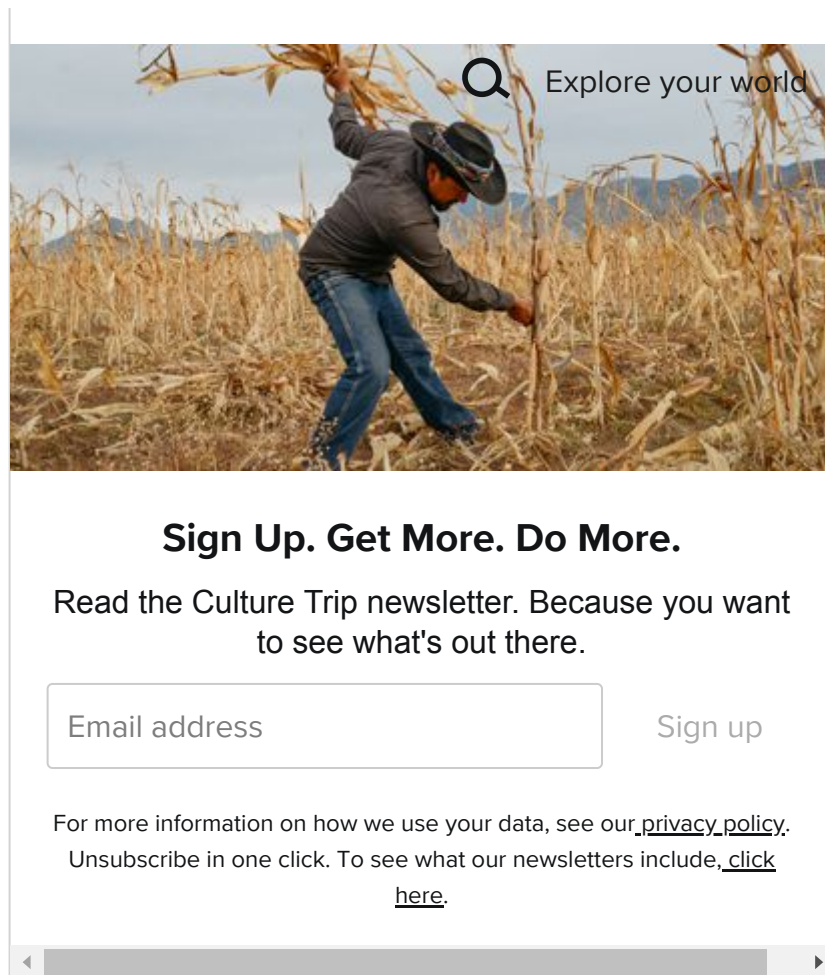 Explore your world
Sign Up. Get More. Do More.
Read the Culture Trip newsletter. Because you want
to see what's out there.
Email address
Sign up
For more information on how we use your data, see our privacy policy.
Unsubscribe in one click. To see what our newsletters include, click
here.